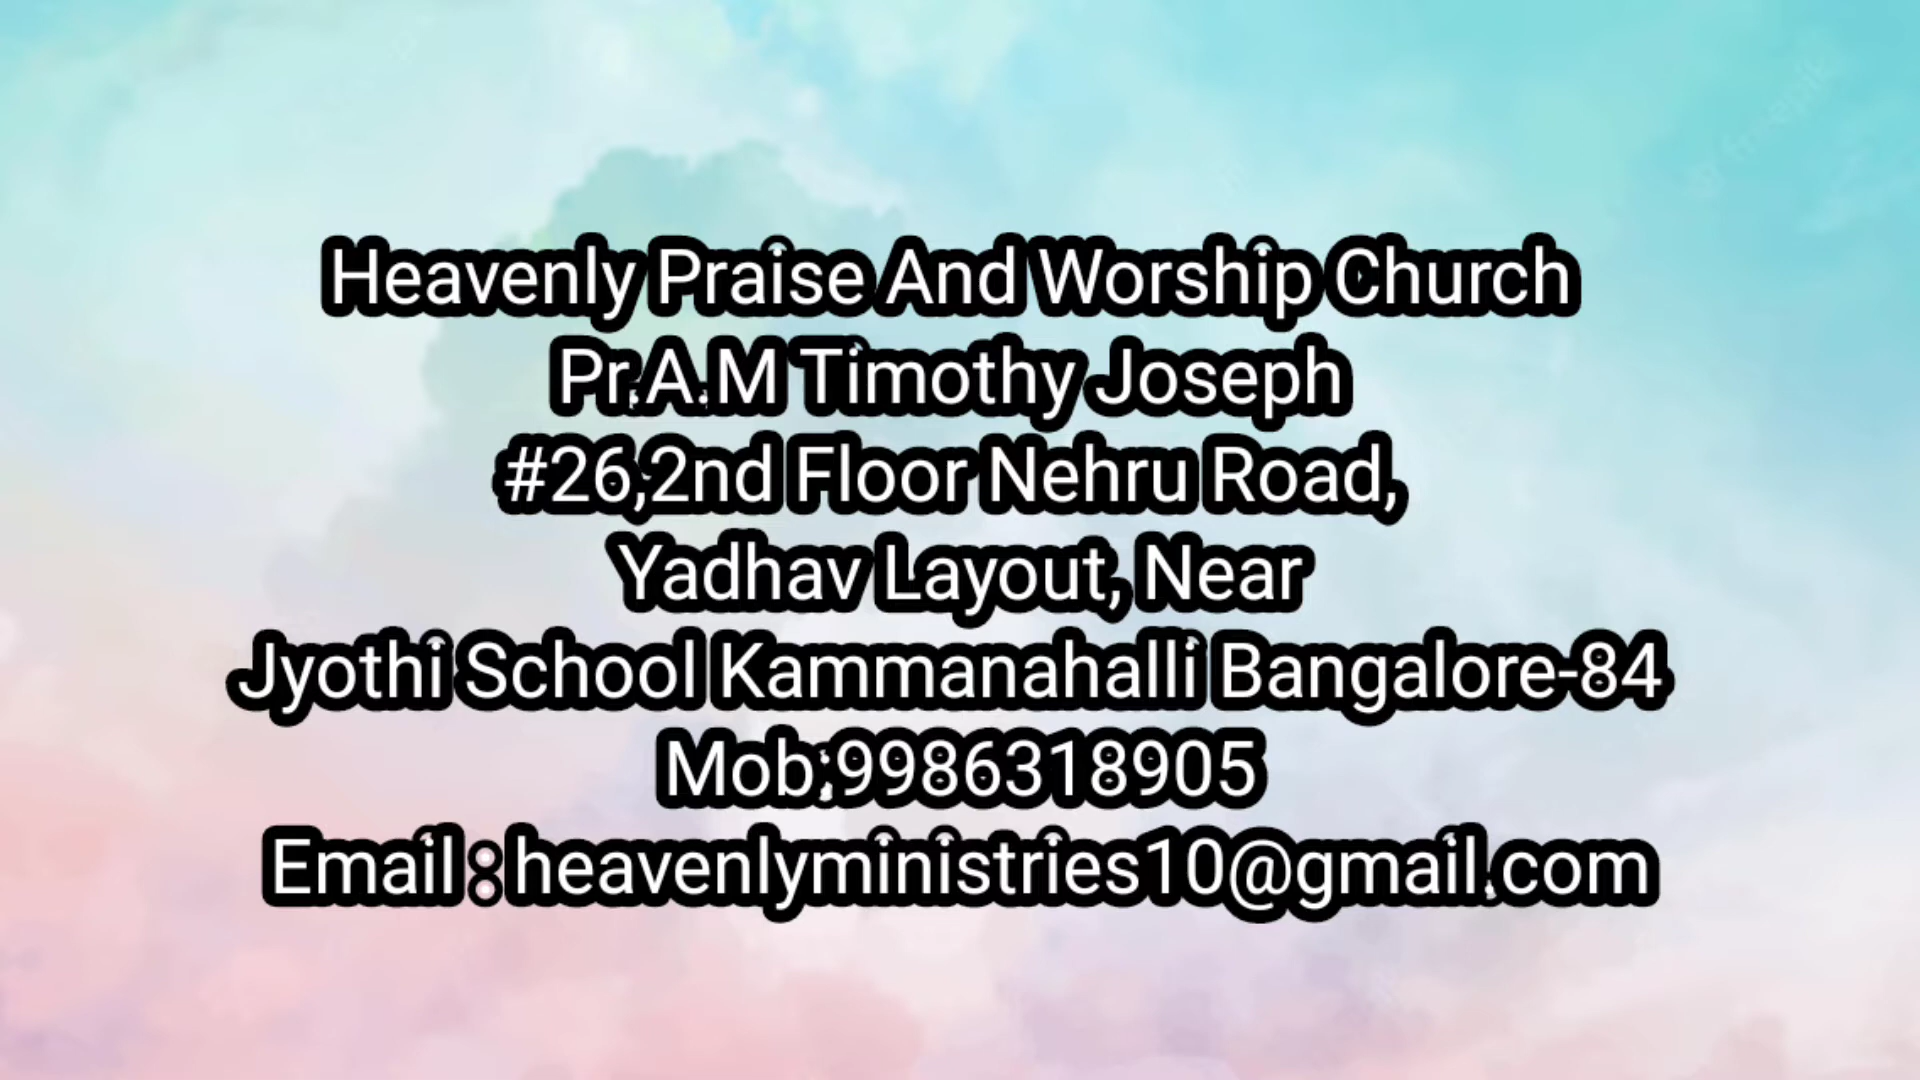 Heavenly Praise And Worship Church
Pr.A.M Timothy Joseph
#26,2nd Floor Nehru Road,
Yadhav Layout, Near
Jyothi School Kammanahalli Bangalore-84
Mob;9986318905
Email : heavenlyministries10@gmail.com